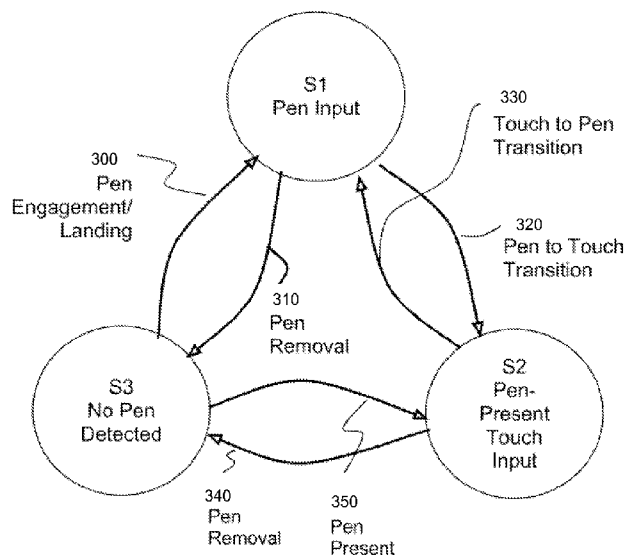 S1
Pen Input
330
Touch to Pen
Transition
300
Pen
Engagement/
Landing
320
Pen to Touch
Transition
310
Pen
Removal
S3
No Pen
Detected
S2
Pen-
Present
Touch
Input
340
Pen
Removal
350
Pen
Present